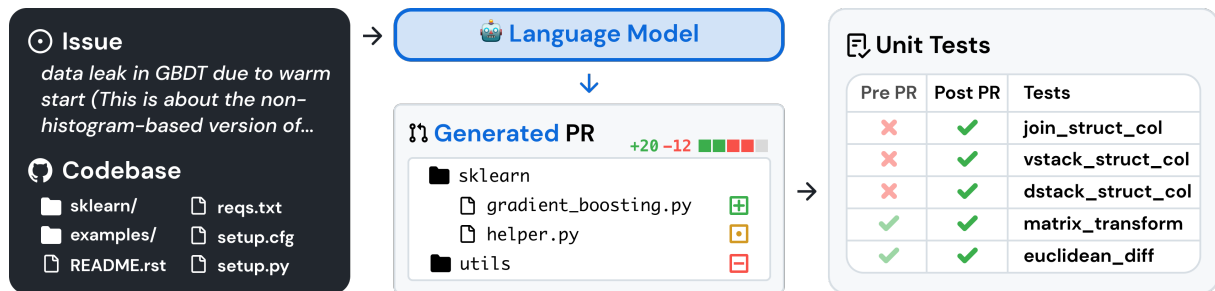 Issue
data leak in GBDT due to warm
start (This is about the non-
histogram-based version of...
Codebase
sklearn/
reqs.txt
examples/
setup.cfg
README.rst
setup.py
Language Model
Generated PR
+20 -12
sklearn
gradient_boosting.py
helper.py
utils
Unit Tests
Pre PR Post PR Tests
join_struct_col
vstack_struct_col
dstack_struct_col
matrix_transform
euclidean_diff